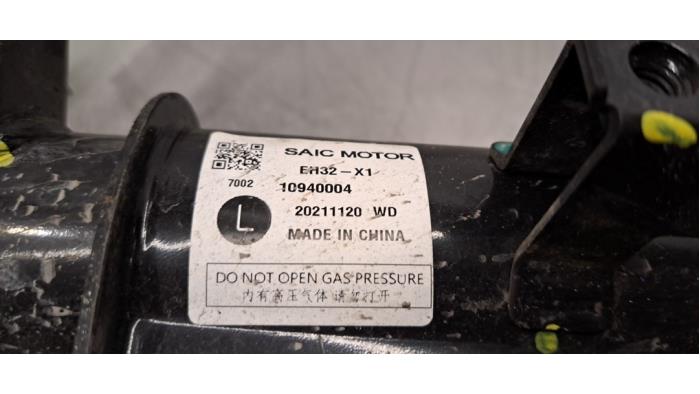 SAIC MOTOR
EH32-X1
7002
10940004
L
20211120 WD
MADE IN CHINA
DO NOT OPEN GAS PRESSURE
内有高压气体 请勿打开